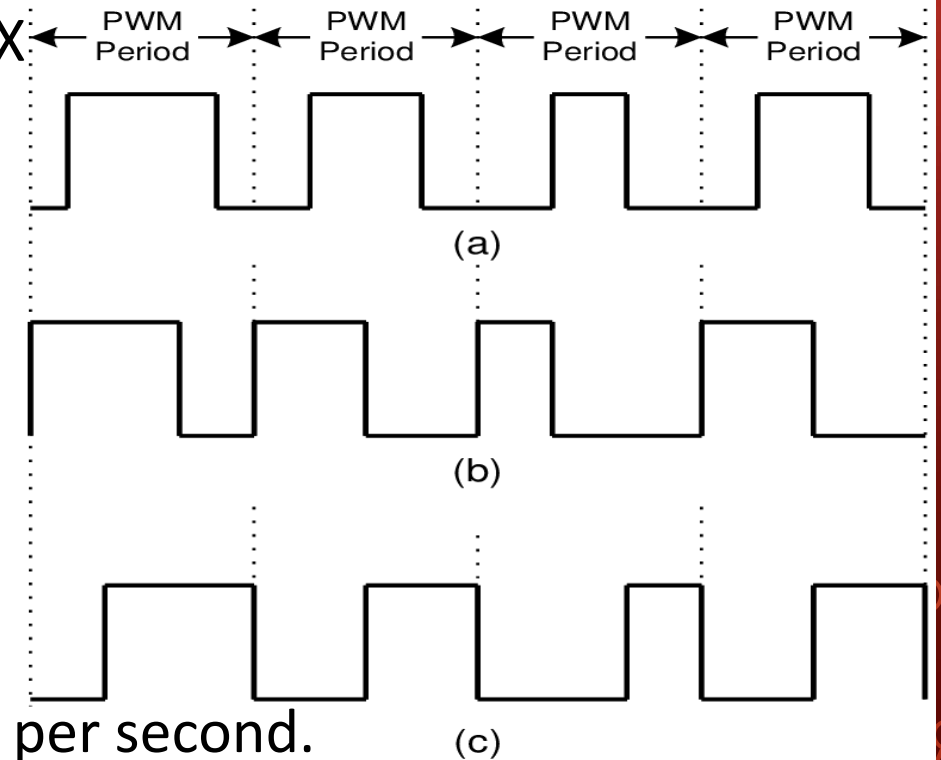 X
PWM PWM PWM PWM
Period Period Period Period
(a)
(b)
(c)
per second.